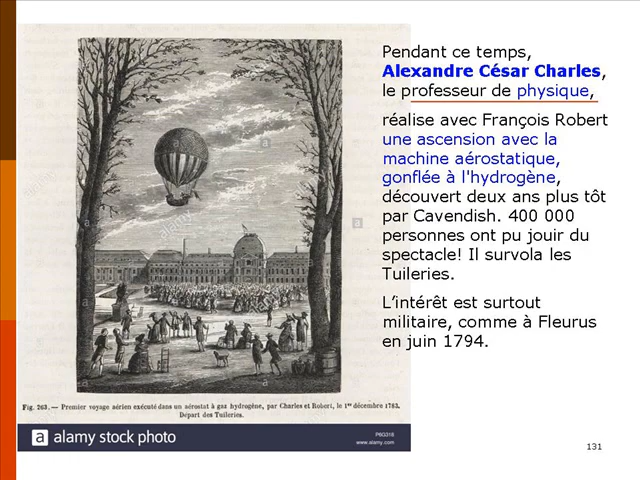 Pendant ce temps,
Alexandre César Charles,
le professeur de physique,
réalise avec François Robert
une ascension avec la
machine aérostatique,
gonflée à l'hydrogène,
découvert deux ans plus tôt
par Cavendish. 400 000
personnes ont pu jouir du
spectacle! Il survola les
Tuileries.
L'intérêt est surtout
militaire, comme à Fleurus
en juin 1794.
Fig. 263. — Premier voyage aérien exécuté dans un aérostat à gaz hydrogène, par Charles et Robert, le 1er décembre 1783.
Départ des Tuileries.
a alamy stock photo
www.alamy.com
131